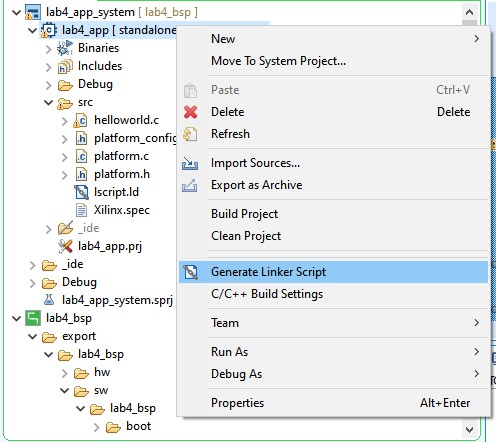 lab4_app_system [ lab4_bsp ]
lab4_app [ standalone
Binaries
Includes
Debug
src
helloworld.c
platform_config
platform.c
platform.h
lscript.ld
Xilinx.spec
_ide
lab4_app.prj
_ide
Debug
lab4_app_system.sprj
lab4_bsp
export
lab4_bsp
hw
sw
lab4_bsp
boot
New
Move To System Project...
Paste Ctrl+V
Delete Delete
Refresh
Import Sources...
Export as Archive
Build Project
Clean Project
Generate Linker Script
C/C++ Build Settings
Team
Run As
Debug As
Properties Alt+Enter